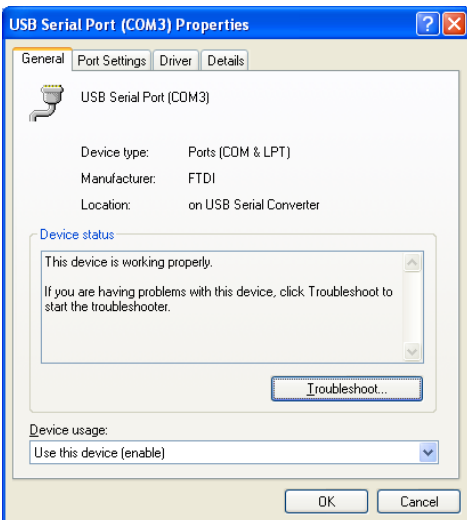 USB Serial Port (COM3) Properties
General Port Settings Driver Details
USB Serial Port (COM3)
Device type: Ports (COM & LPT)
Manufacturer: FTDI
Location: on USB Serial Converter
Device status
This device is working properly.
If you are having problems with this device, click Troubleshoot to
start the troubleshooter.
Troubleshoot...
Device usage:
Use this device (enable)
OK Cancel